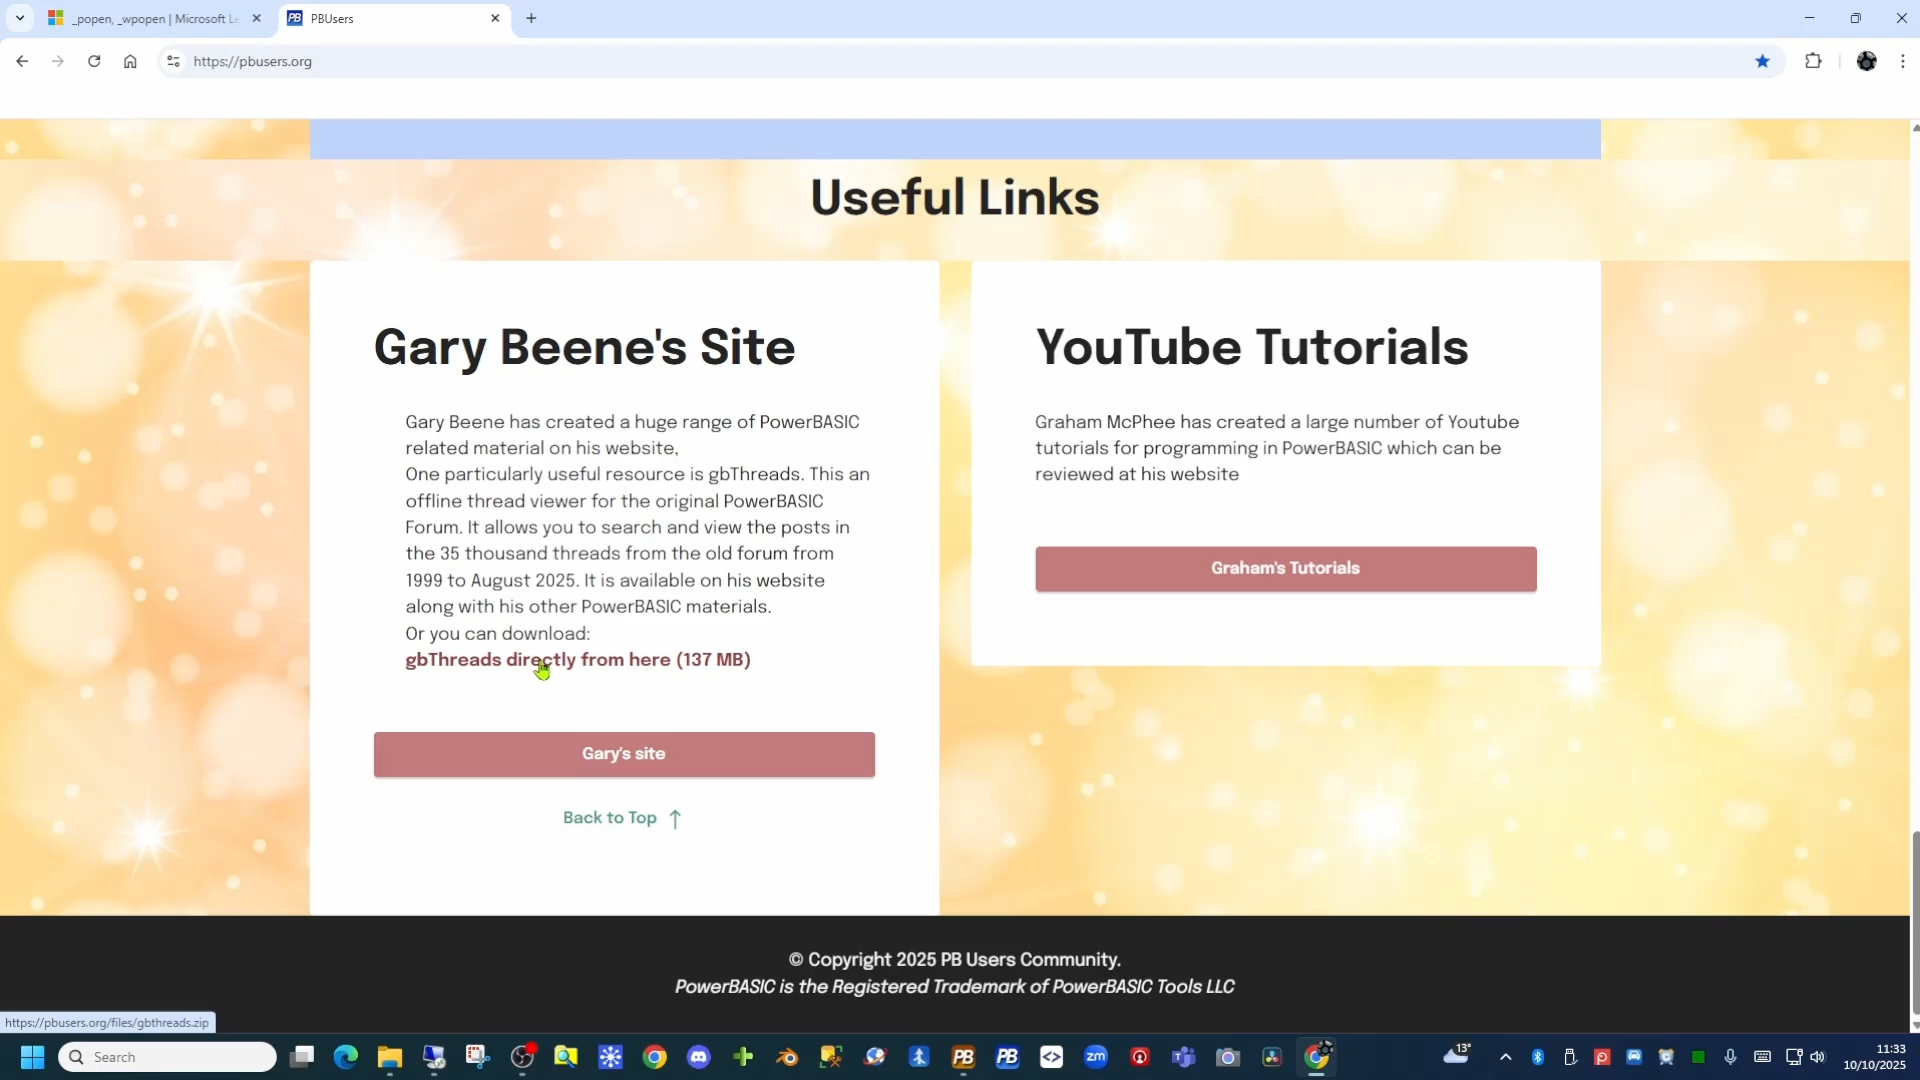 _popen, _wpopen | Microsoft Le
PBUsers
https://pbusers.org
Useful Links
Gary Beene's Site
Gary Beene has created a huge range of PowerBASIC
related material on his website,
One particularly useful resource is gbThreads. This an
offline thread viewer for the original PowerBASIC
Forum. It allows you to search and view the posts in
the 35 thousand threads from the old forum from
1999 to August 2025. It is available on his website
along with his other PowerBASIC materials.
Or you can download:
gbThreads directly from here (137 MB)
Gary's site
Back to Top ↑
YouTube Tutorials
Graham McPhee has created a large number of Youtube
tutorials for programming in PowerBASIC which can be
reviewed at his website
Graham's Tutorials
© Copyright 2025 PB Users Community.
PowerBASIC is the Registered Trademark of PowerBASIC Tools LLC
https://pbusers.org/files/gbthreads.zip
Search
PB
PB
zm
13°
11:33
10/10/2025